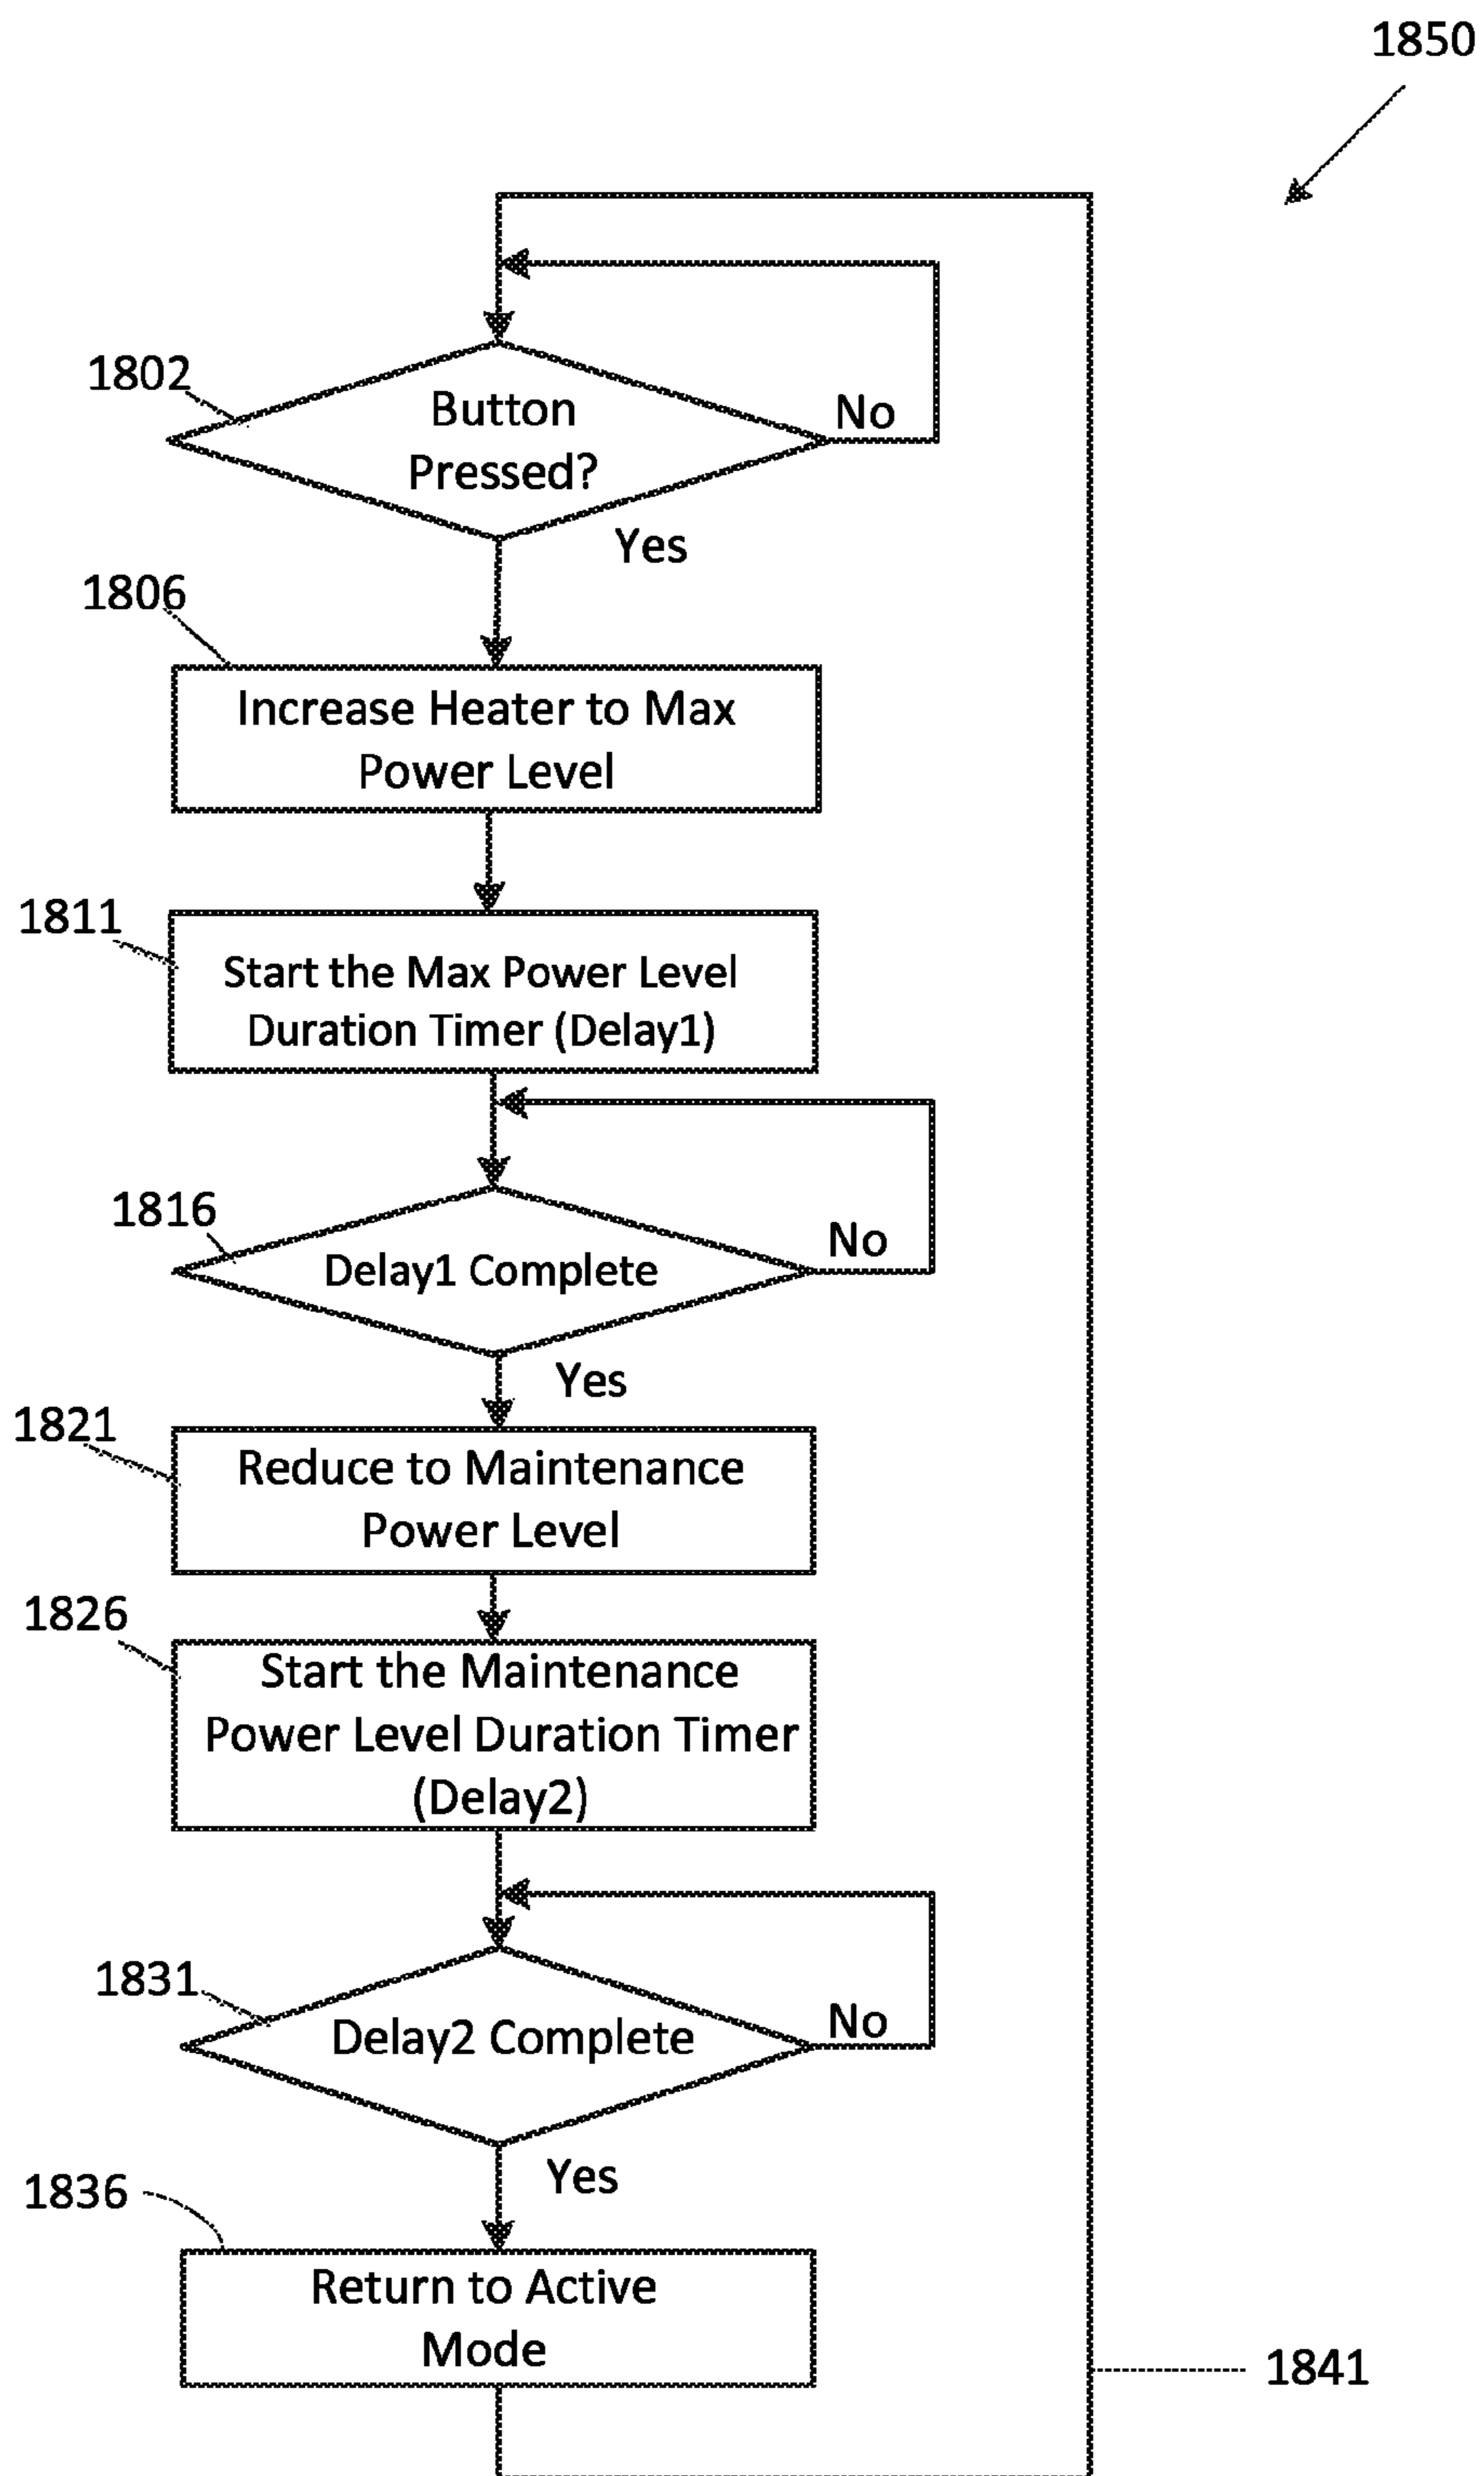 1850
1802
Button
Pressed?
No
Yes
1806
Increase Heater to Max
Power Level
1811
Start the Max Power Level
Duration Timer (Delay1)
1816
Delay1 Complete
No
Yes
1821
Reduce to Maintenance
Power Level
1826
Start the Maintenance
Power Level Duration Timer
(Delay2)
1831
Delay2 Complete
No
Yes
1836
Return to Active
Mode
1841